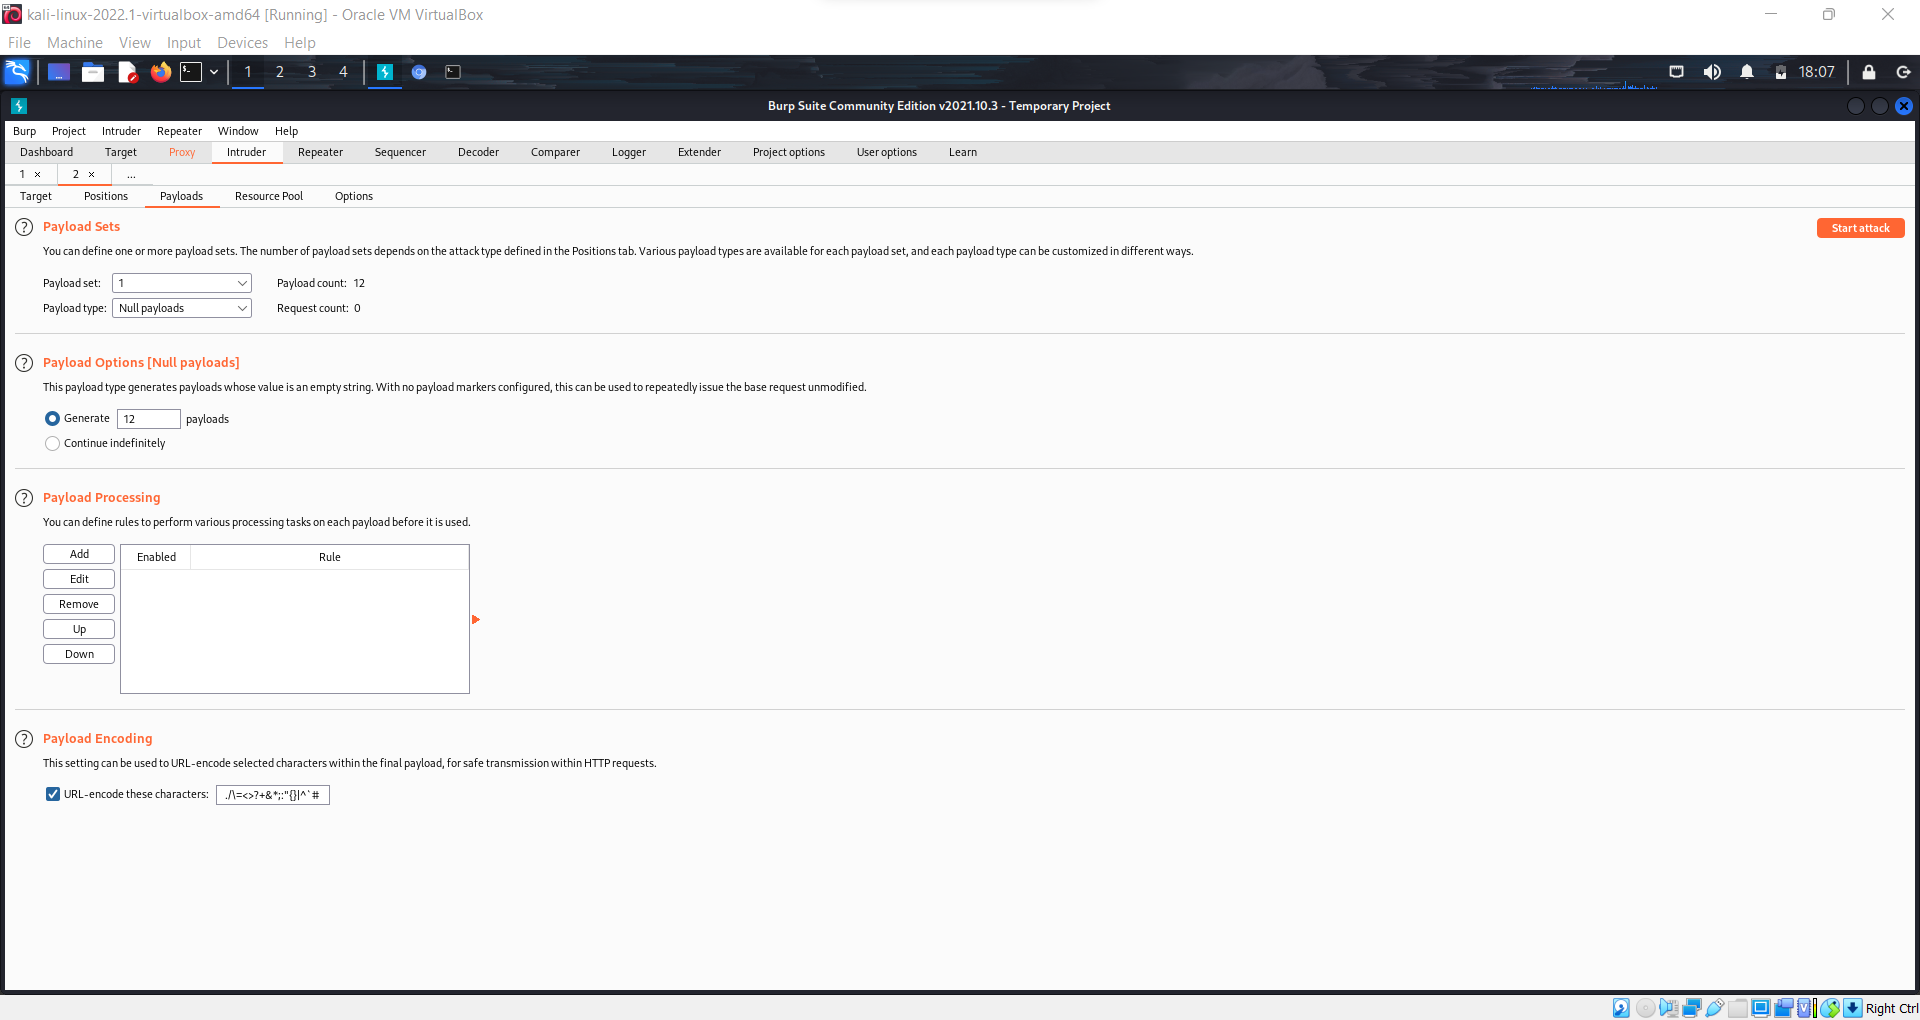 kali-linux-2022.1-virtualbox-amd64 [Running] - Oracle VM VirtualBox
File Machine View Input Devices Help
1 2 3 4 18:07
Burp Suite Community Edition v2021.10.3 - Temporary Project
Burp Project Intruder Repeater Window Help
Dashboard Target Proxy Intruder Repeater Sequencer Decoder Comparer Logger Extender Project options User options Learn
1 × 2 × ...
Target Positions Payloads Resource Pool Options
? Payload Sets Start attack
You can define one or more payload sets. The number of payload sets depends on the attack type defined in the Positions tab. Various payload types are available for each payload set, and each payload type can be customized in different ways.
Payload set: 1 Payload count: 12
Payload type: Null payloads Request count: 0
? Payload Options [Null payloads]
This payload type generates payloads whose value is an empty string. With no payload markers configured, this can be used to repeatedly issue the base request unmodified.
Generate 12 payloads
Continue indefinitely
? Payload Processing
You can define rules to perform various processing tasks on each payload before it is used.
Add Enabled Rule
Edit
Remove
Up
Down
? Payload Encoding
This setting can be used to URL-encode selected characters within the final payload, for safe transmission within HTTP requests.
URL-encode these characters: ./\=<>?+&*;:"{}|^`#
Right Ctrl